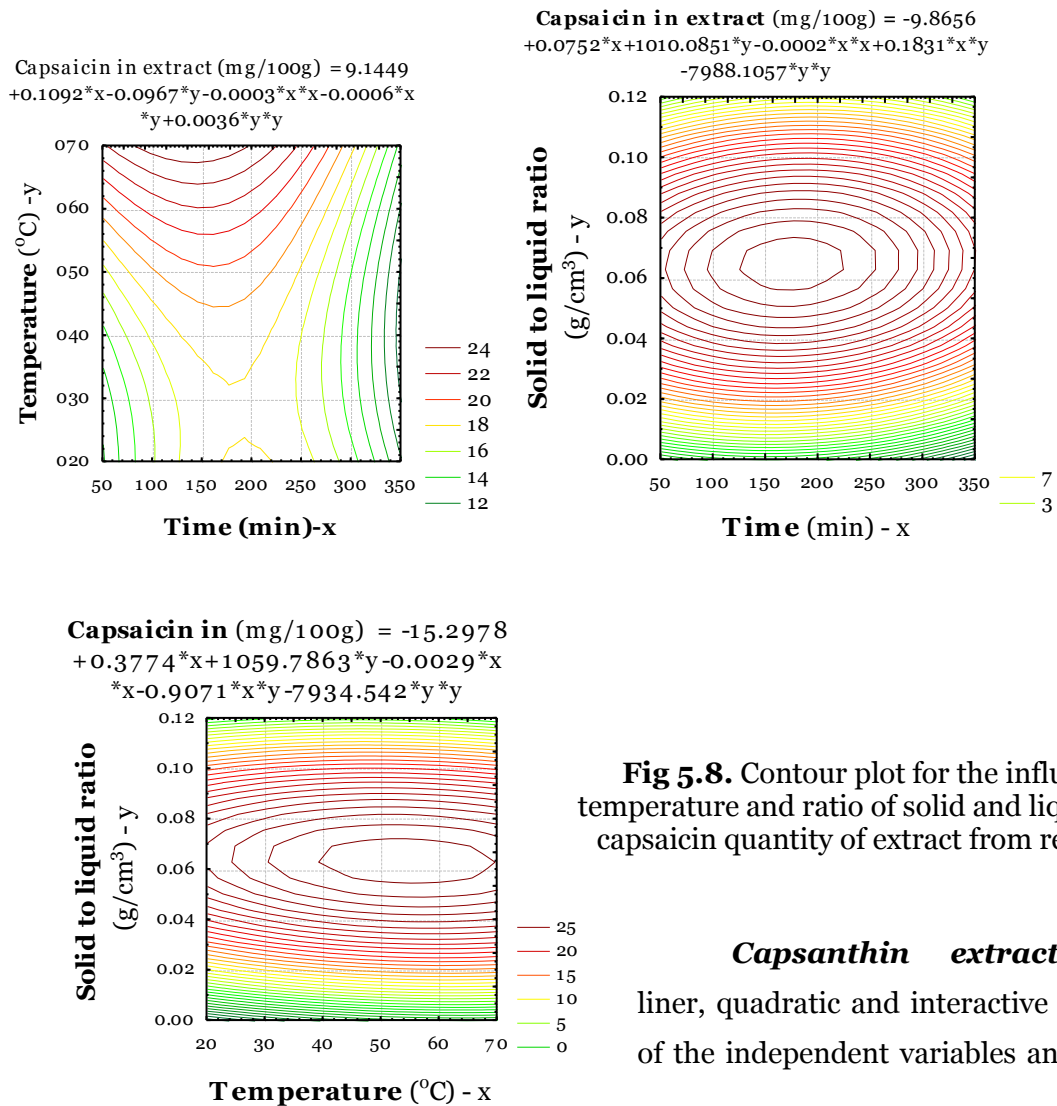 Capsaicin in extract (mg/100g) = 9.1449
+0.1092*x-0.0967*y-0.0003*x*x-0.0006*x
*y+0.0036*y*y
070
060
050
040
030
020
Temperature (⁰C) -y
50 100 150 200 250 300 350
Time (min)-x
24
22
20
18
16
14
12
Capsaicin in extract (mg/100g) = -9.8656
+0.0752*x+1010.0851*y-0.0002*x*x+0.1831*x*y
-7988.1057*y*y
0.12
0.10
0.08
0.06
0.04
0.02
0.00
Solid to liquid ratio
(g/cm³) - y
50 100 150 200 250 300 350
Time (min) - x
7
3
Capsaicin in (mg/100g) = -15.2978
+0.3774*x+1059.7863*y-0.0029*x
*x-0.9071*x*y-7934.542*y*y
0.12
0.10
0.08
0.06
0.04
0.02
0.00
Solid to liquid ratio
(g/cm³) - y
20 30 40 50 60 70
Temperature (⁰C) - x
25
20
15
10
5
0
Fig 5.8. Contour plot for the influ
temperature and ratio of solid and liq
capsaicin quantity of extract from re
Capsanthin extract
liner, quadratic and interactive
of the independent variables an